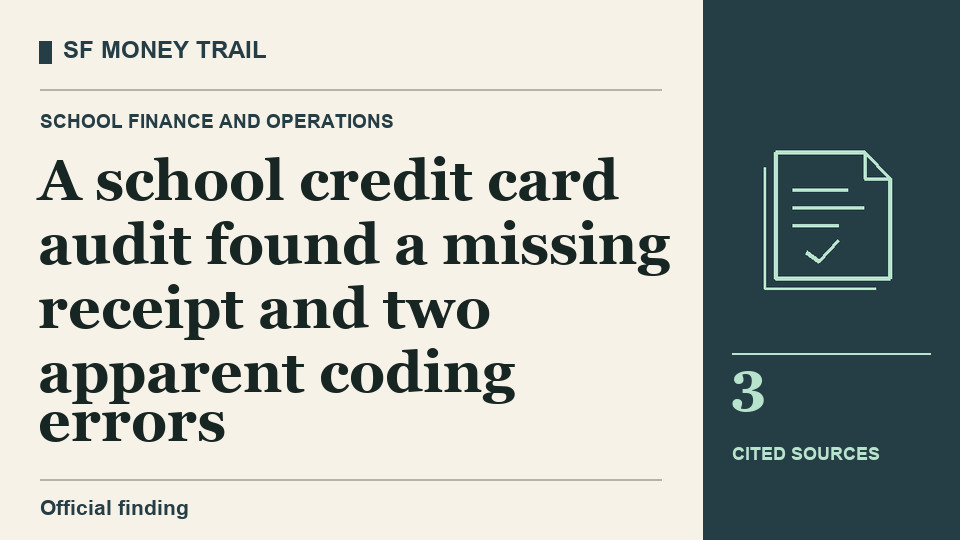 SF MONEY TRAIL
SCHOOL FINANCE AND OPERATIONS
A school credit card
audit found a missing
receipt and two
apparent coding
errors
Official finding
3
CITED SOURCES